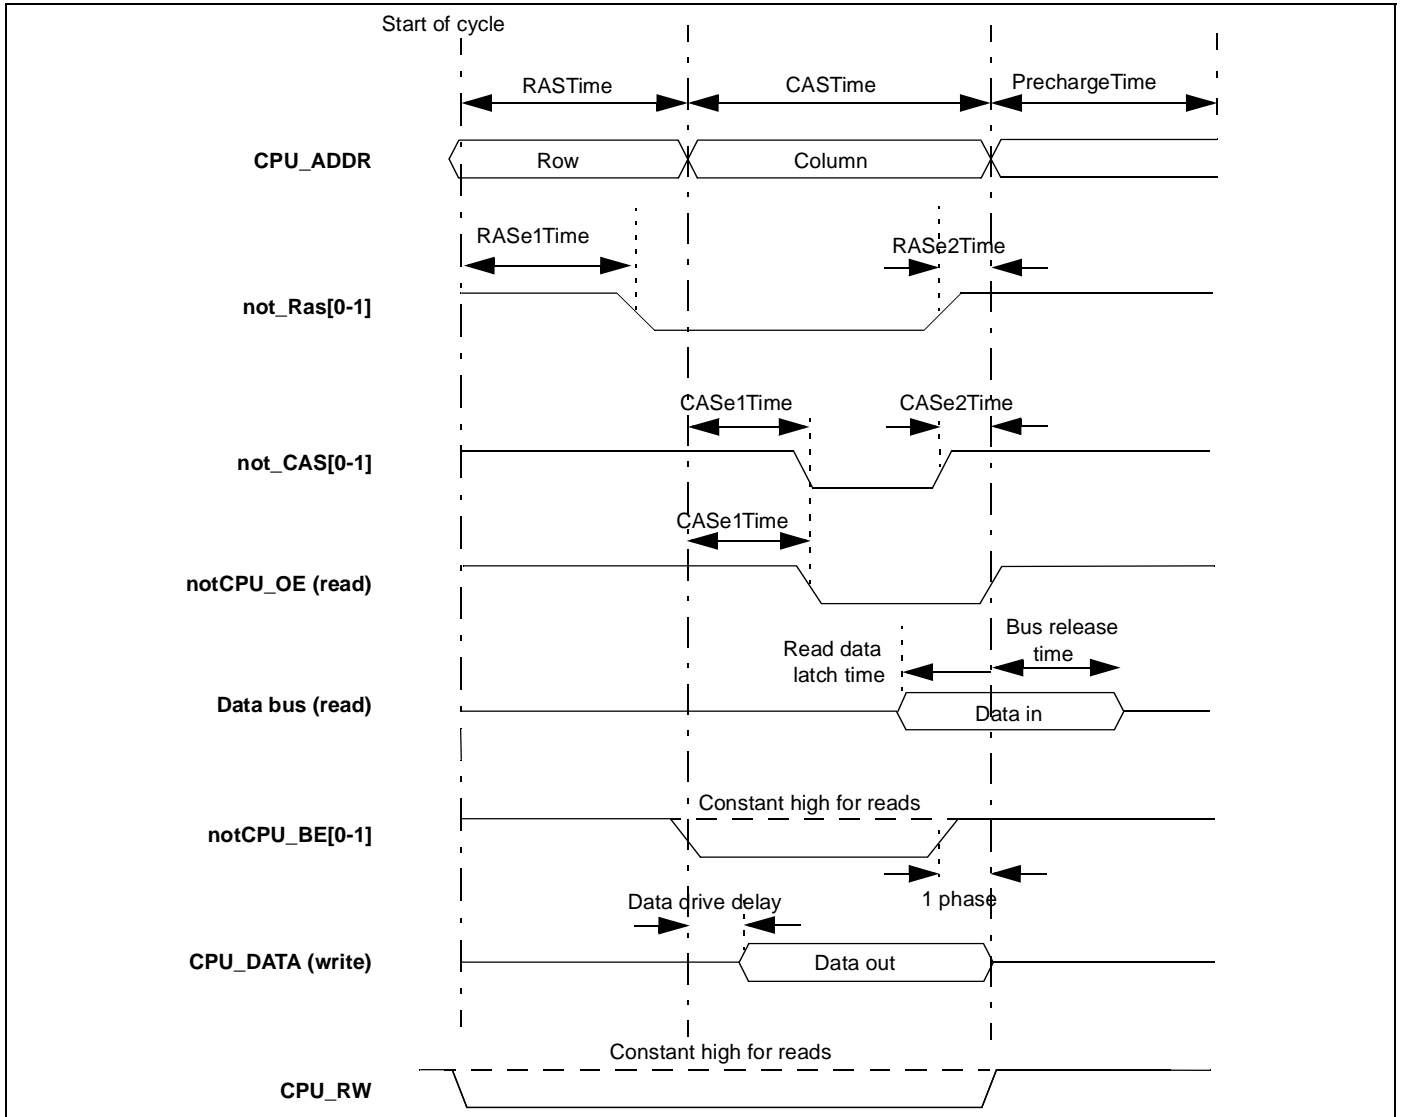 Start of cycle
RASTime
CASTime
PrechargeTime
CPU_ADDR
Row
Column
RASe1Time
RASe2Time
not_Ras[0-1]
CASe1Time
CASe2Time
not_CAS[0-1]
CASe1Time
notCPU_OE (read)
Read data
latch time
Bus release
time
Data bus (read)
Data in
Constant high for reads
notCPU_BE[0-1]
1 phase
Data drive delay
CPU_DATA (write)
Data out
Constant high for reads
CPU_RW